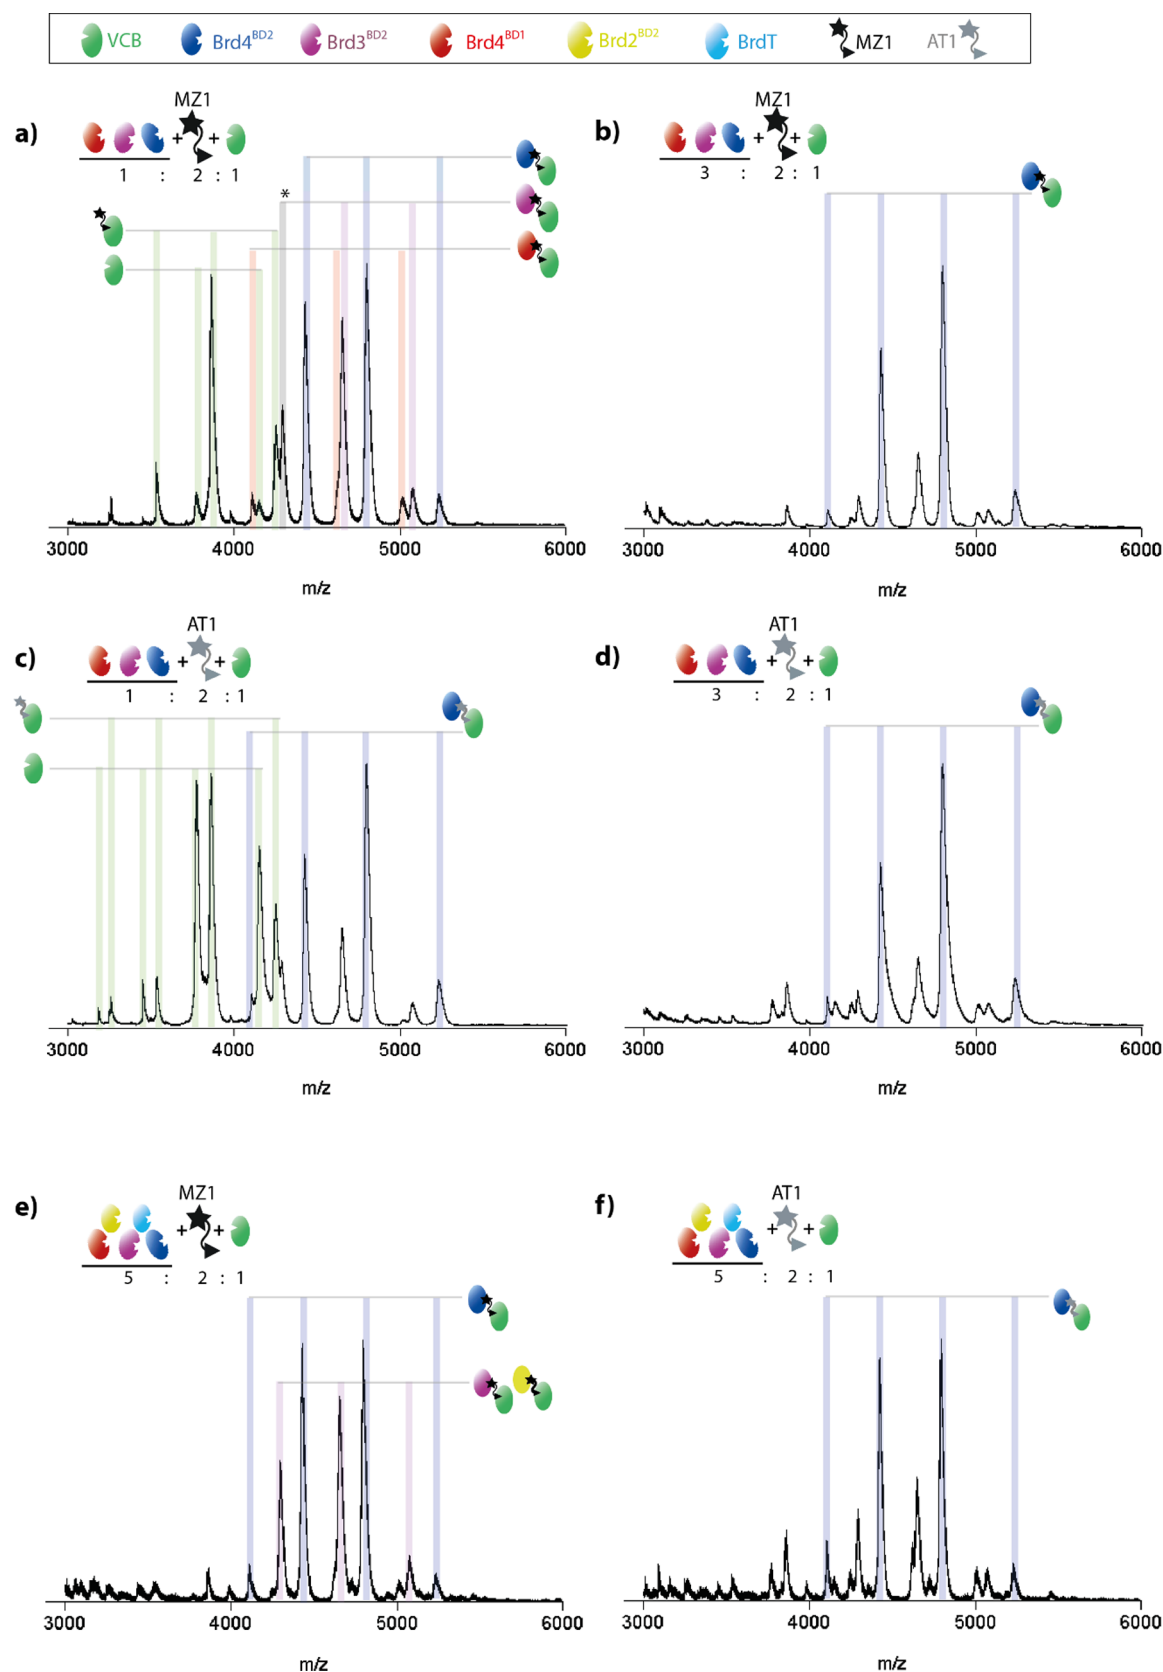 VCB Brd4BD2 Brd3BD2 Brd4BD1 Brd2BD2 BrdT MZ1 AT1
a)
MZ1
+ +
1 : 2 : 1
*
3000 4000 5000 6000
m/z
b)
MZ1
+ +
3 : 2 : 1
3000 4000 5000 6000
m/z
c)
AT1
+ +
1 : 2 : 1
3000 4000 5000 6000
m/z
d)
AT1
+ +
3 : 2 : 1
3000 4000 5000 6000
m/z
e)
MZ1
+ +
5 : 2 : 1
3000 4000 5000 6000
m/z
f)
AT1
+ +
5 : 2 : 1
3000 4000 5000 6000
m/z